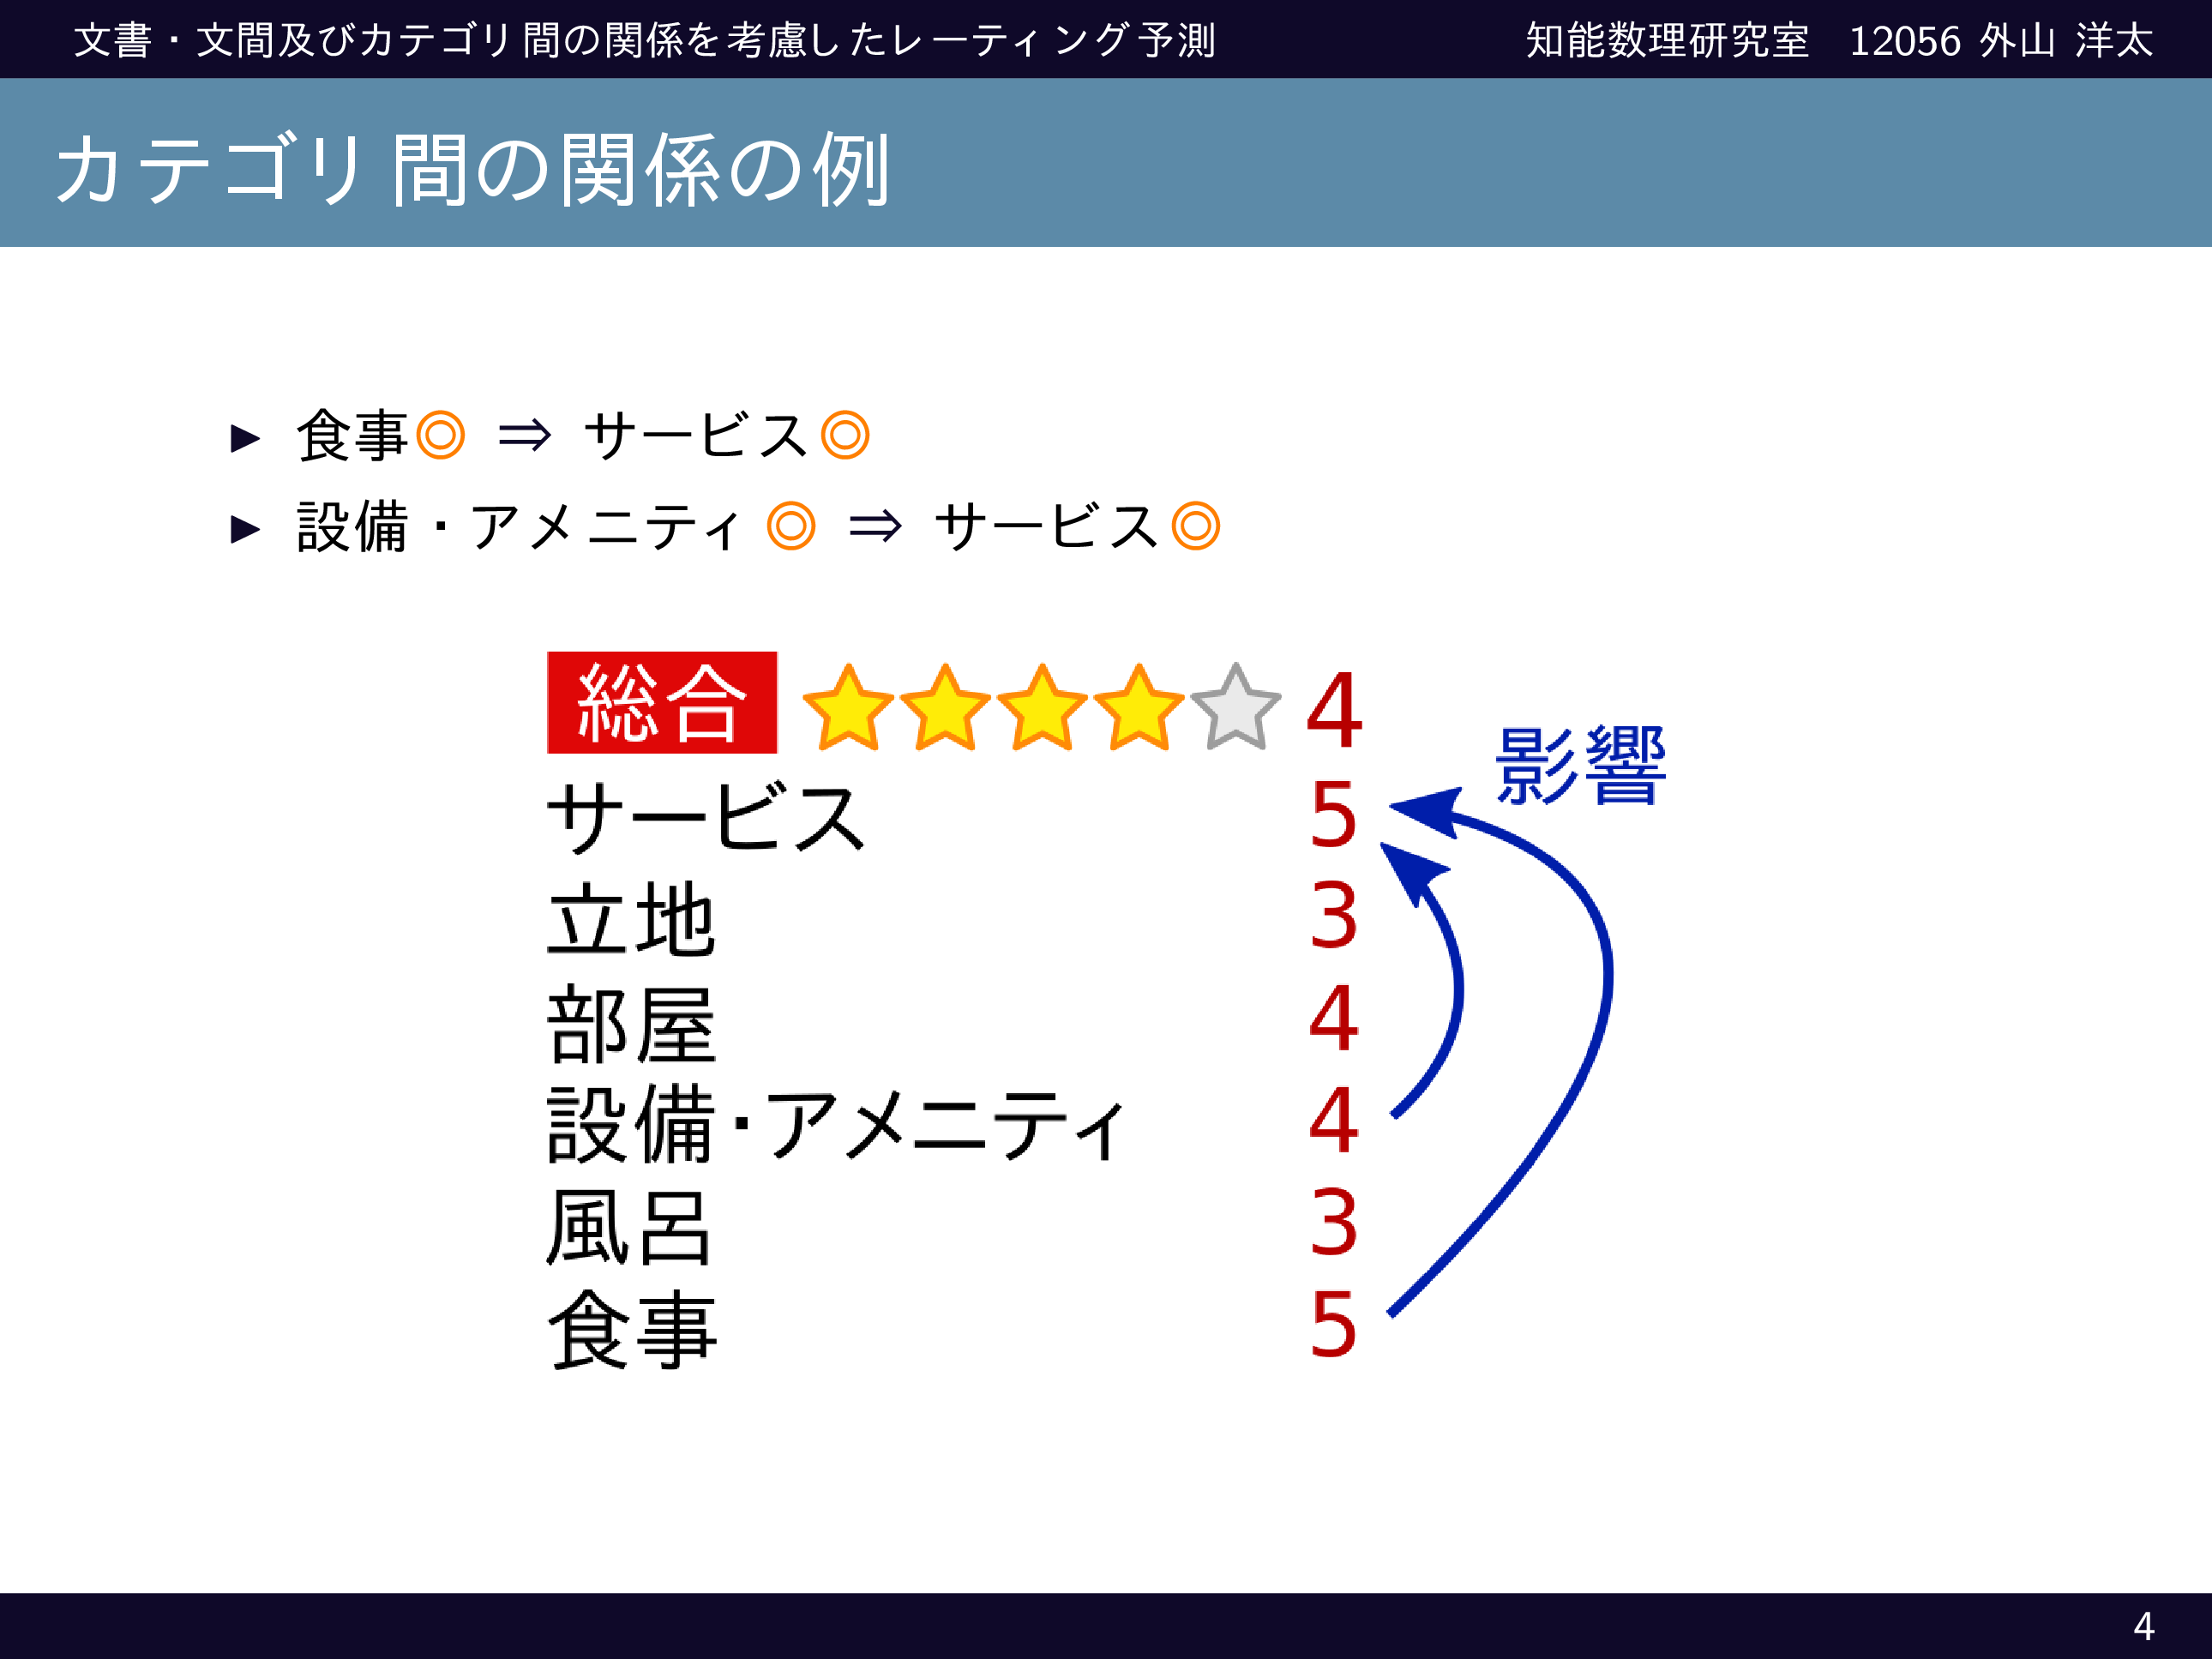 文書・文間及びカテゴリ間の関係を考慮したレーティング予測 知能数理研究室 12056 外山 洋太
カテゴリ間の関係の例
▶ 食事◎ ⇒ サービス◎
▶ 設備・アメニティ◎ ⇒ サービス◎
総合 4
影響
サービス 5
立地 3
部屋 4
設備・アメニティ 4
風呂 3
食事 5
4